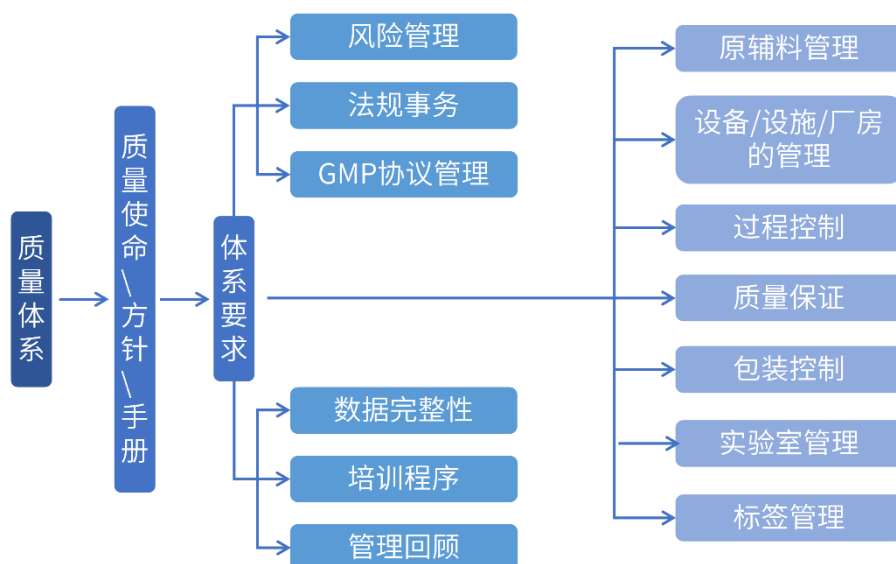 质量体系
质量使命\方针\手册
体系要求
风险管理
法规事务
GMP协议管理
数据完整性
培训程序
管理回顾
原辅料管理
设备/设施/厂房
的管理
过程控制
质量保证
包装控制
实验室管理
标签管理